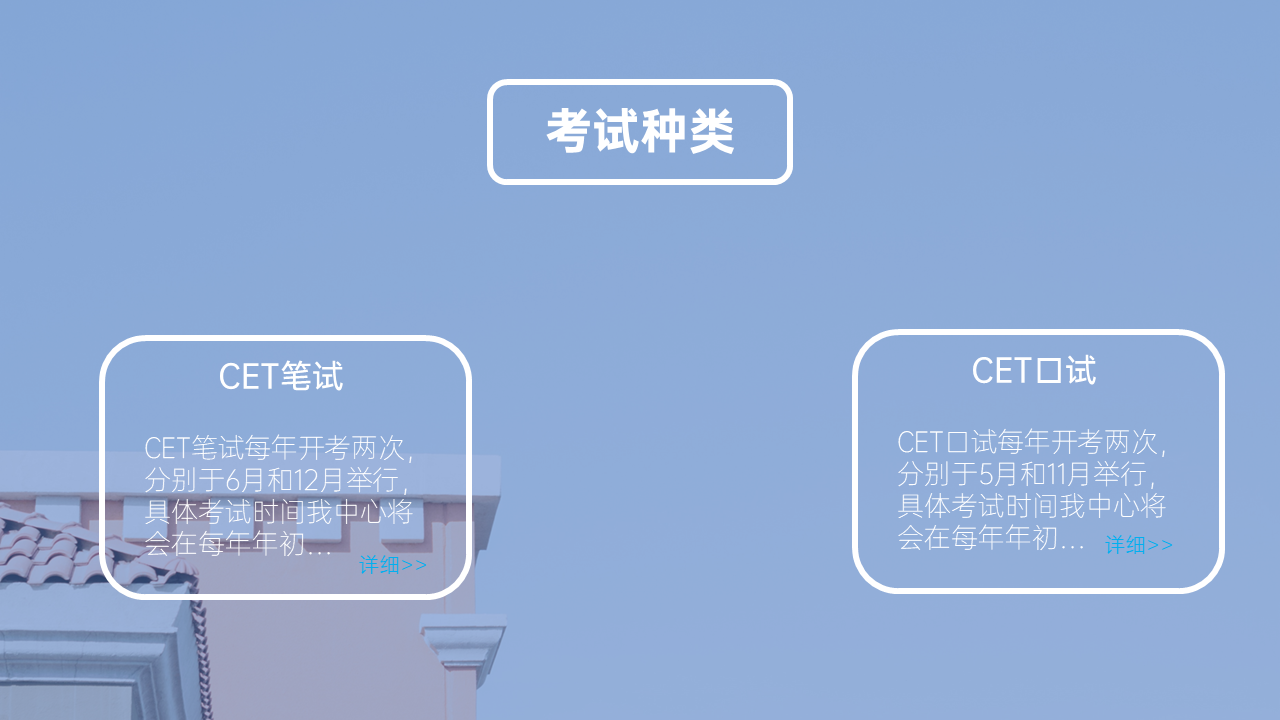 考试种类
CET笔试
CET笔试每年开考两次，
分别于6月和12月举行，
具体考试时间我中心将
会在每年年初…
详细>>
CET口试
CET口试每年开考两次，
分别于5月和11月举行，
具体考试时间我中心将
会在每年年初…
详细>>